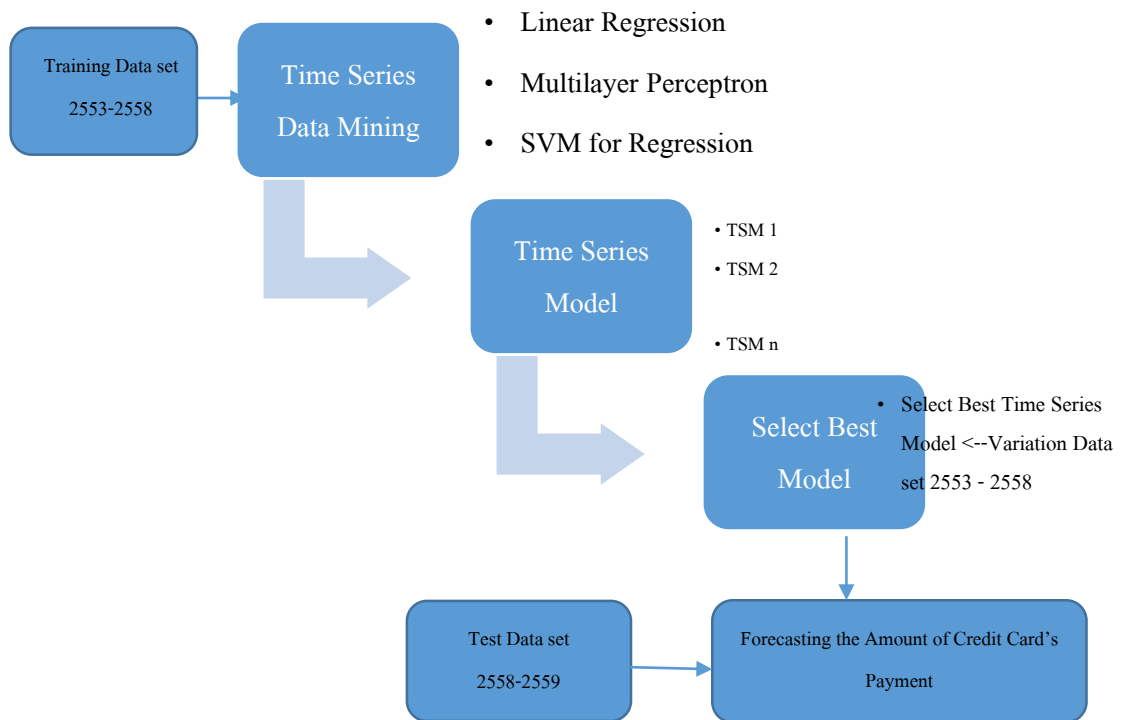 Training Data set
2553-2558
Time Series
Data Mining
• Linear Regression
• Multilayer Perceptron
• SVM for Regression
Time Series
Model
• TSM 1
• TSM 2
• TSM n
Select Best
Model
• Select Best Time Series
Model <--Variation Data
set 2553 - 2558
Test Data set
2558-2559
Forecasting the Amount of Credit Card’s
Payment